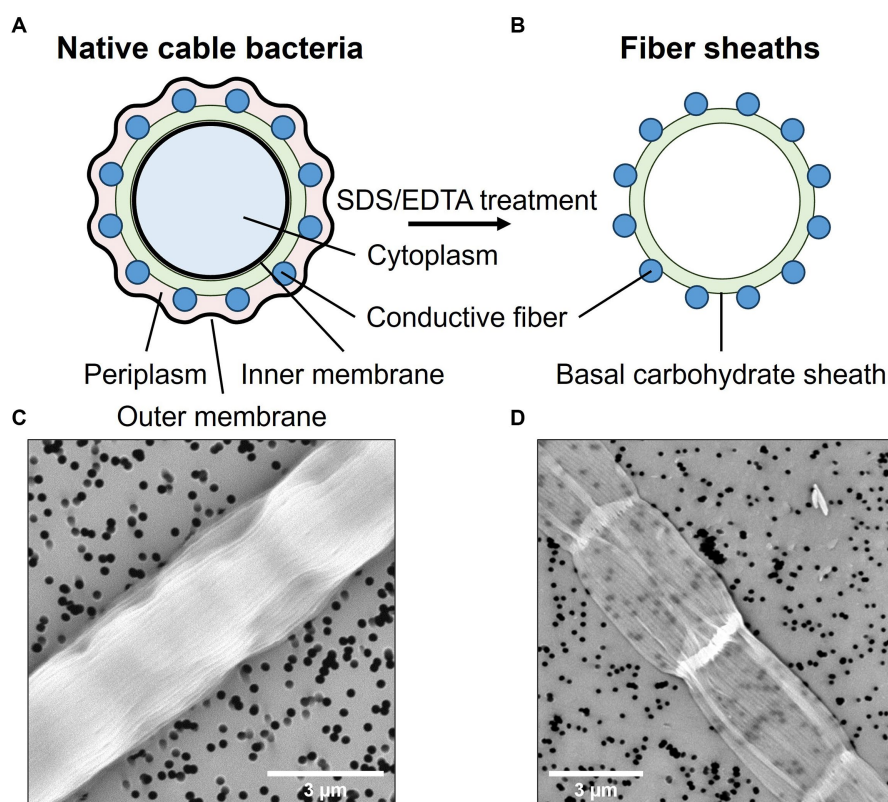 A
Native cable bacteria
B
Fiber sheaths
SDS/EDTA treatment
Cytoplasm
Conductive fiber
Periplasm
Inner membrane
Basal carbohydrate sheath
Outer membrane
C
D
3 µm
3 µm